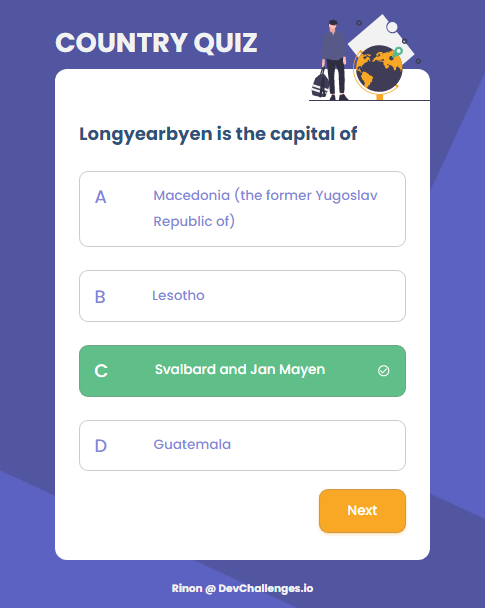 COUNTRY QUIZ
Longyearbyen is the capital of
A
Macedonia (the former Yugoslav
Republic of)
B
Lesotho
C
Svalbard and Jan Mayen
D
Guatemala
Next
Rinon @ DevChallenges.io